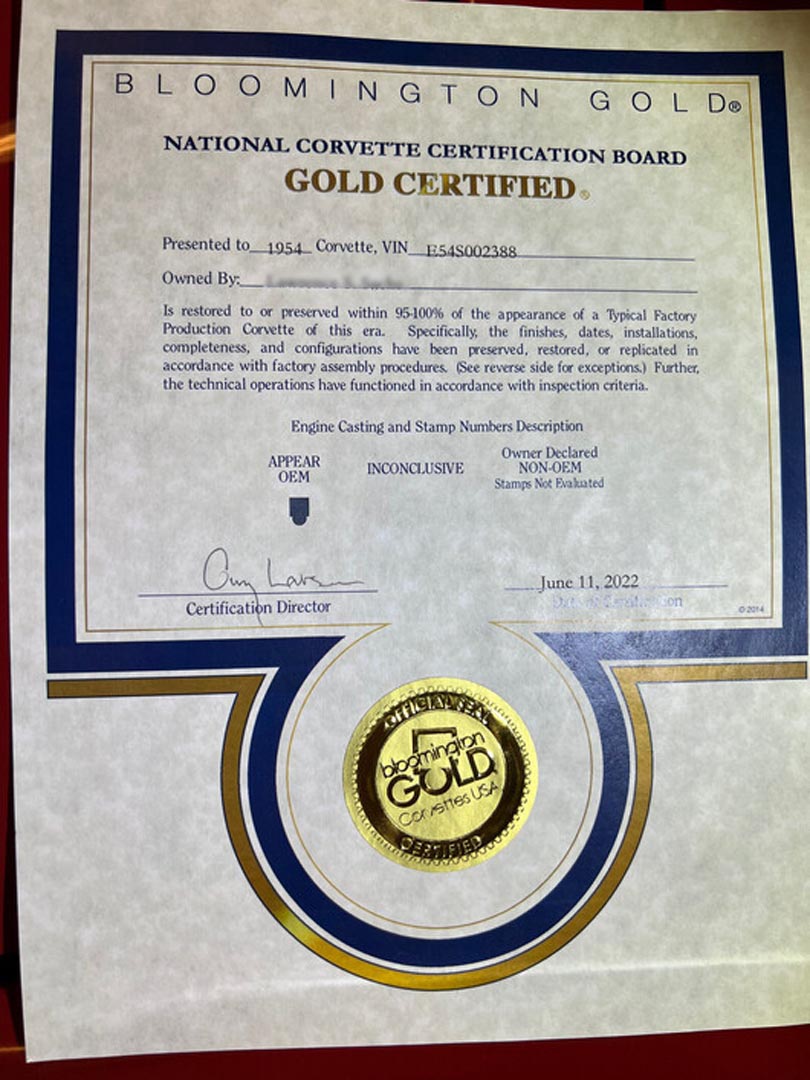 BLOOMINGTON GOLD®
NATIONAL CORVETTE CERTIFICATION BOARD
GOLD CERTIFIED®
Presented to 1954 Corvette, VIN E54S002388
Owned By:
Is restored to or preserved within 95-100% of the appearance of a Typical Factory
Production Corvette of this era. Specifically, the finishes, dates, installations,
completeness, and configurations have been preserved, restored, or replicated in
accordance with factory assembly procedures. (See reverse side for exceptions.) Further,
the technical operations have functioned in accordance with inspection criteria.
Engine Casting and Stamp Numbers Description
APPEAR
OEM
INCONCLUSIVE
Owner Declared
NON-OEM
Stamps Not Evaluated
Certification Director
June 11, 2022
Date of Certification
© 2014
OFFICIAL SEAL
bloomington
GOLD
Corvettes USA
CERTIFIED